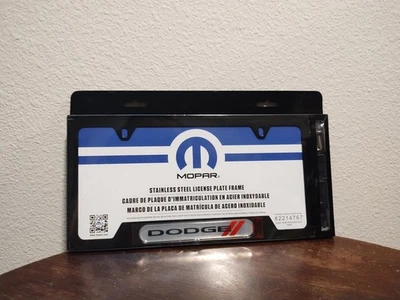 MOPAR
STAINLESS STEEL LICENSE PLATE FRAME
CADRE DE PLAQUE D'IMMATRICULATION EN ACIER INOXYDABLE
MARCO DE LA PLACA DE MATRÍCULA DE ACERO INOXIDABLE
82214767
DODGE